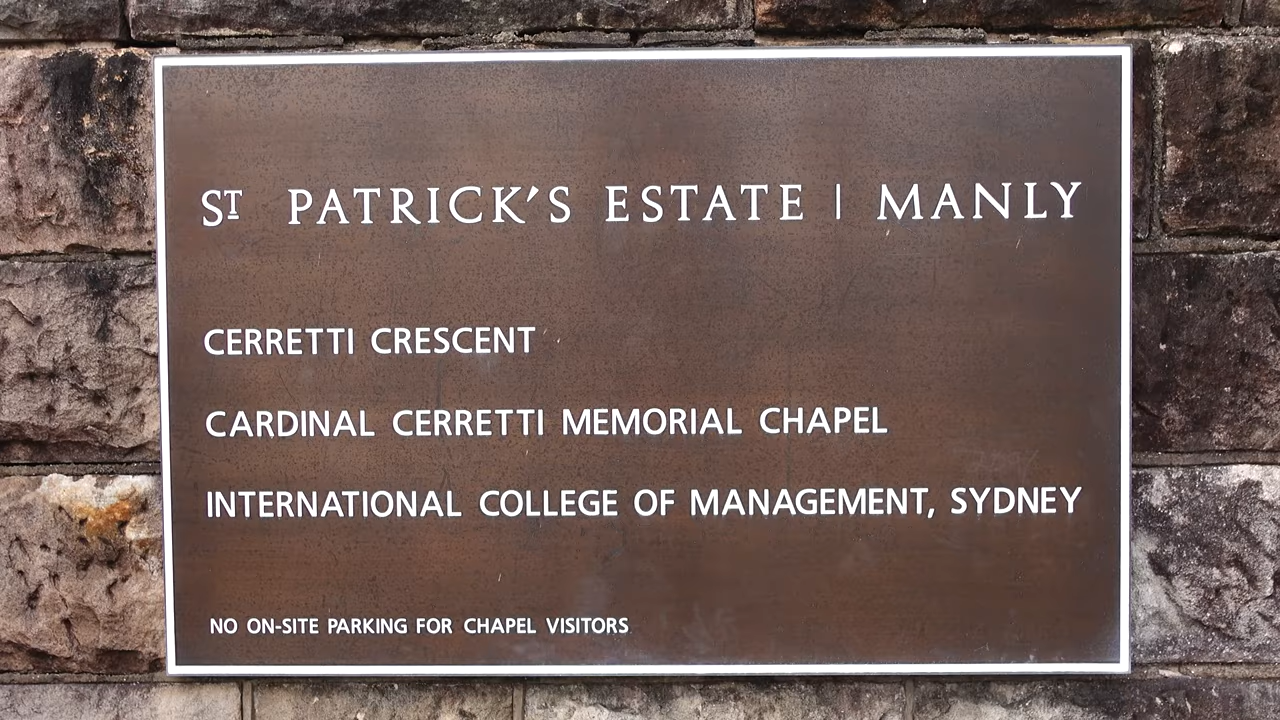 ST PATRICK'S ESTATE | MANLY
CERRETTI CRESCENT
CARDINAL CERRETTI MEMORIAL CHAPEL
INTERNATIONAL COLLEGE OF MANAGEMENT, SYDNEY
NO ON-SITE PARKING FOR CHAPEL VISITORS